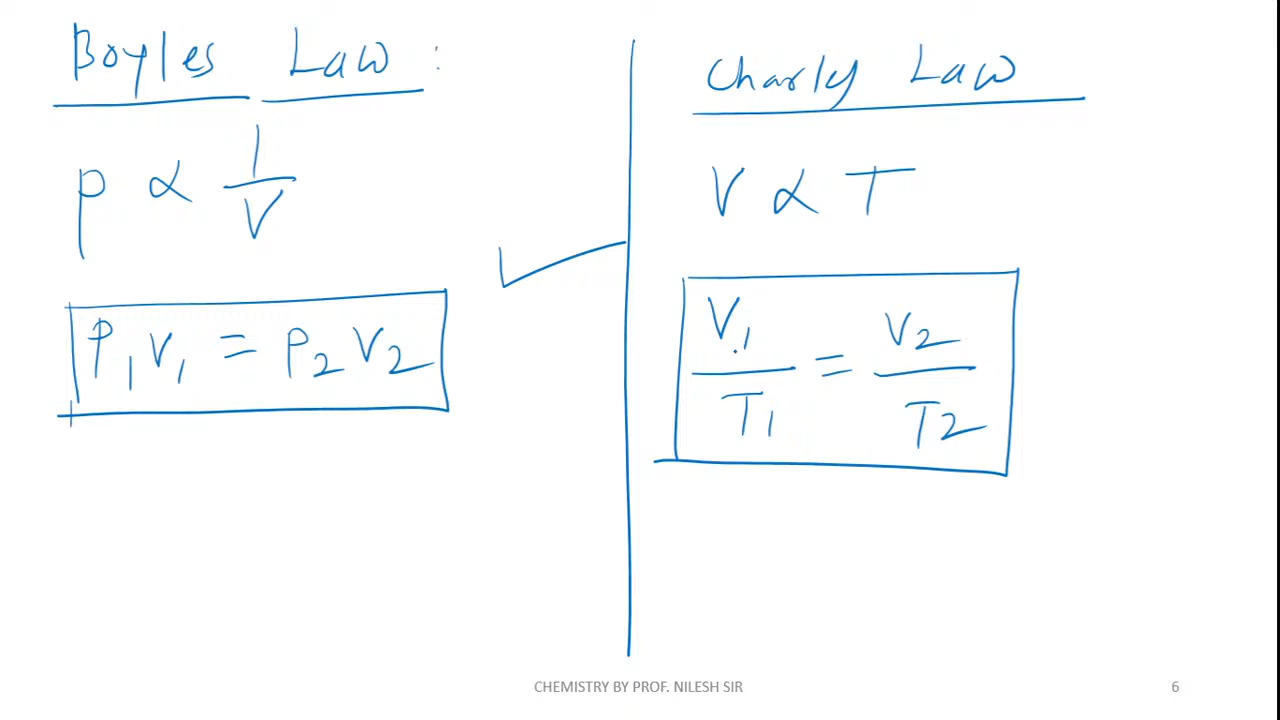 Boyles Law :
P ∝ 1/V
P₁V₁ = P₂V₂
Charly Law
V ∝ T
V₁/T₁ = V₂/T₂
CHEMISTRY BY PROF. NILESH SIR
6